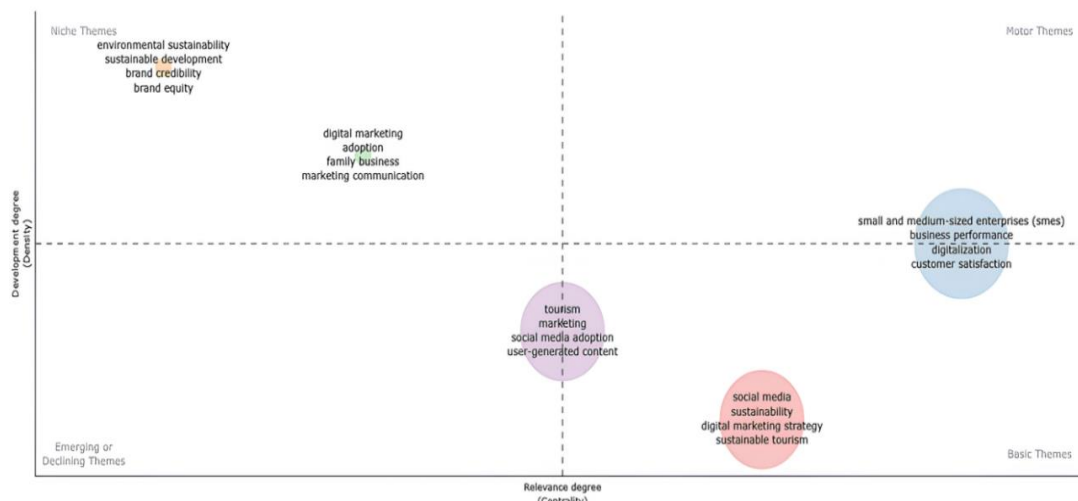 Niche Themes
Motor Themes
environmental sustainability
sustainable development
brand credibility
brand equity
digital marketing
adoption
family business
marketing communication
small and medium-sized enterprises (smes)
business performance
digitalization
customer satisfaction
Development degree
(Density)
tourism
marketing
social media adoption
user-generated content
social media
sustainability
digital marketing strategy
sustainable tourism
Emerging or
Declining Themes
Basic Themes
Relevance degree
(Centrality)